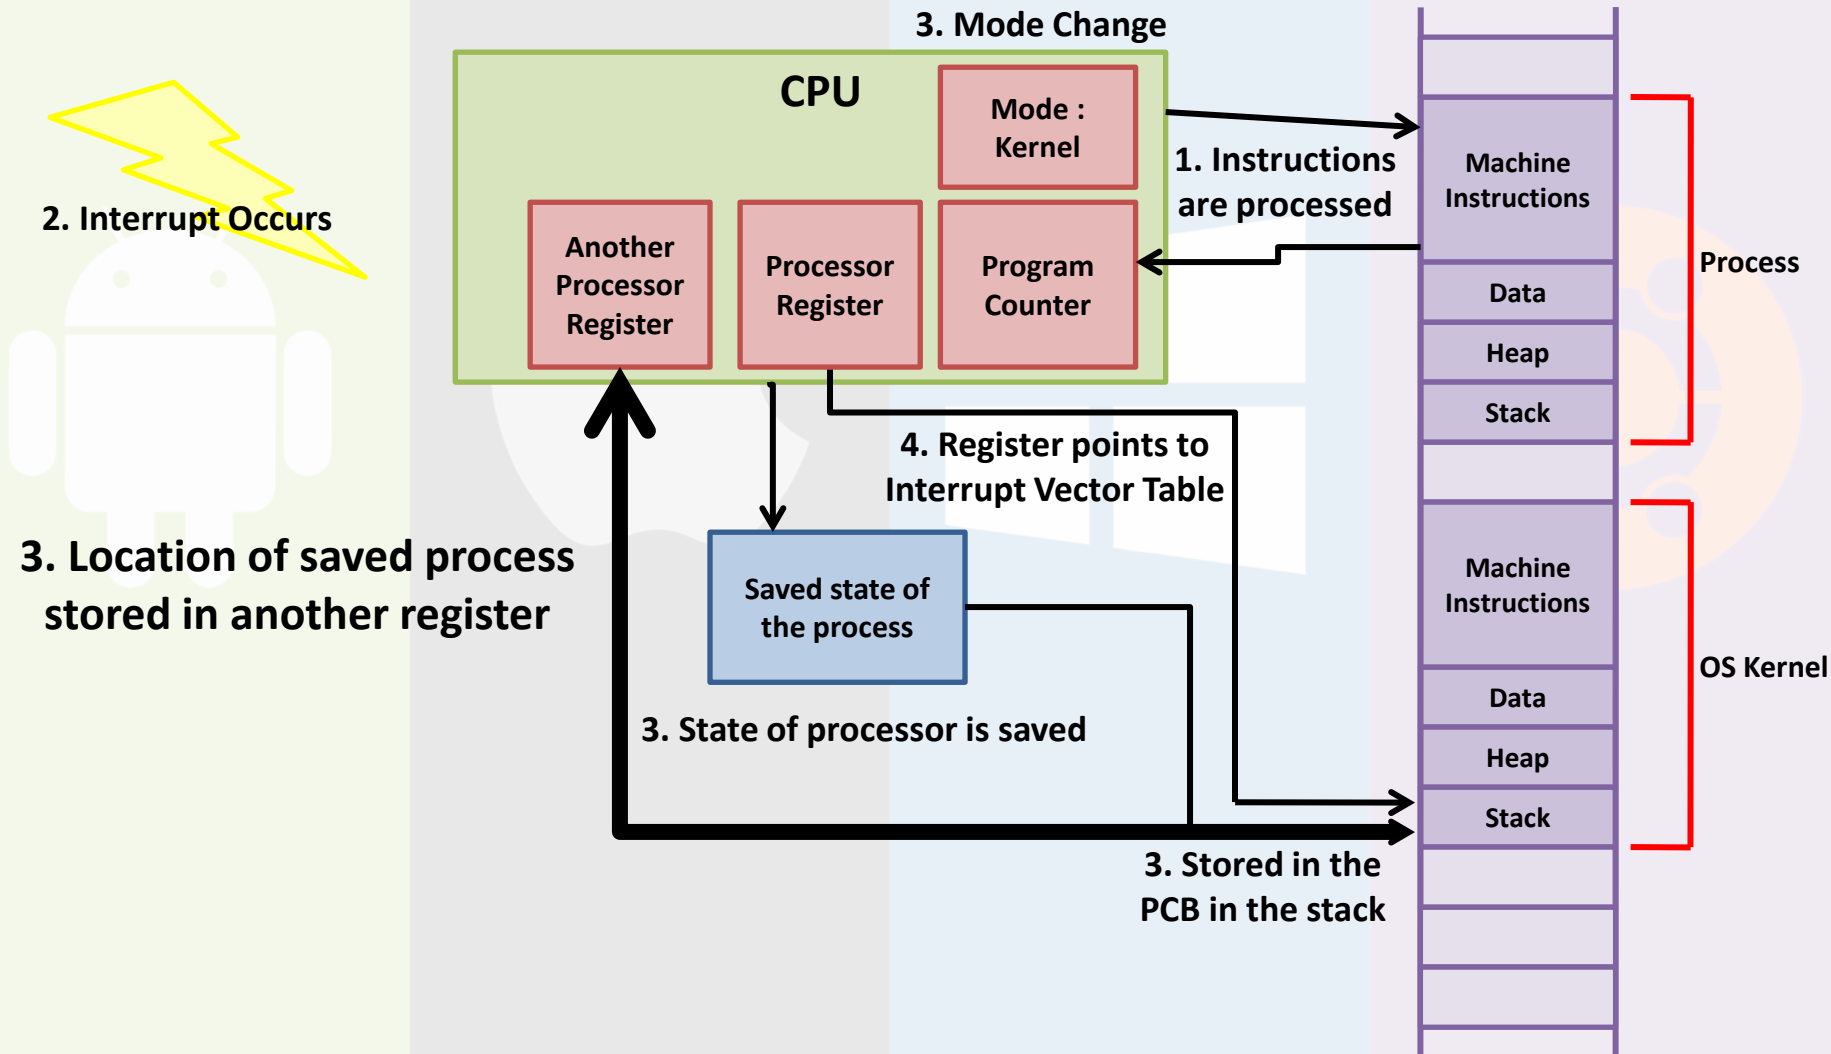 3. Mode Change
CPU
Mode :
Kernel
1. Instructions
are processed
2. Interrupt Occurs
Another
Processor
Register
Processor
Register
Program
Counter
4. Register points to
Interrupt Vector Table
3. Location of saved process
stored in another register
Saved state of
the process
3. State of processor is saved
3. Stored in the
PCB in the stack
Machine
Instructions
Data
Heap
Stack
Process
Machine
Instructions
Data
Heap
Stack
OS Kernel